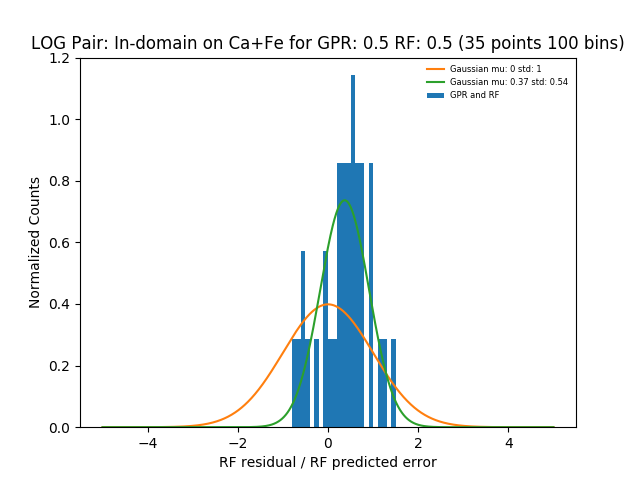 LOG Pair: In-domain on Ca+Fe for GPR: 0.5 RF: 0.5 (35 points 100 bins)
Gaussian mu: 0 std: 1
Gaussian mu: 0.37 std: 0.54
GPR and RF
Normalized Counts
1.2
1.0
0.8
0.6
0.4
0.2
0.0
−4 −2 0 2 4
RF residual / RF predicted error